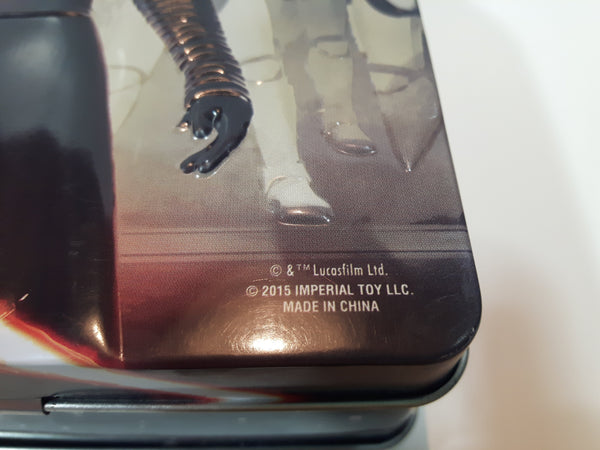 © & ™ Lucasfilm Ltd.
© 2015 IMPERIAL TOY LLC.
MADE IN CHINA